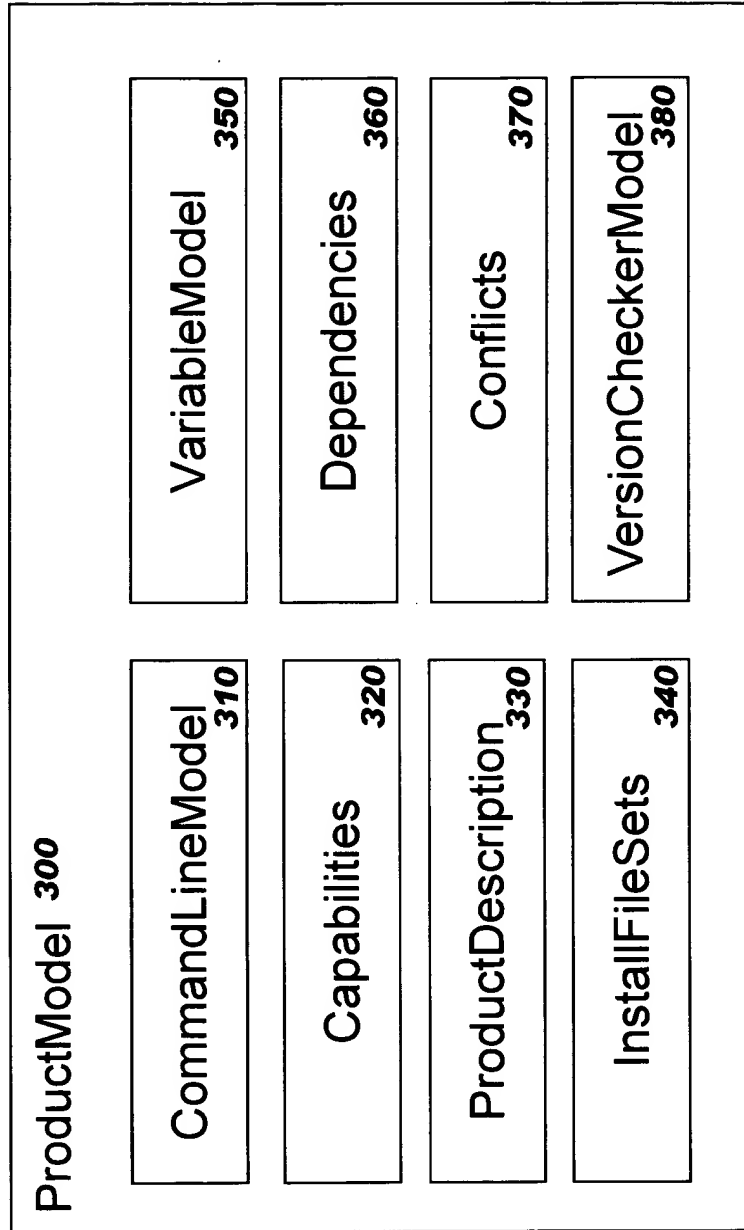 ProductModel 300
CommandLineModel
310
Capabilities
320
ProductDescription
330
InstallFileSets
340
VariableModel
350
Dependencies
360
Conflicts
370
VersionCheckerModel
380